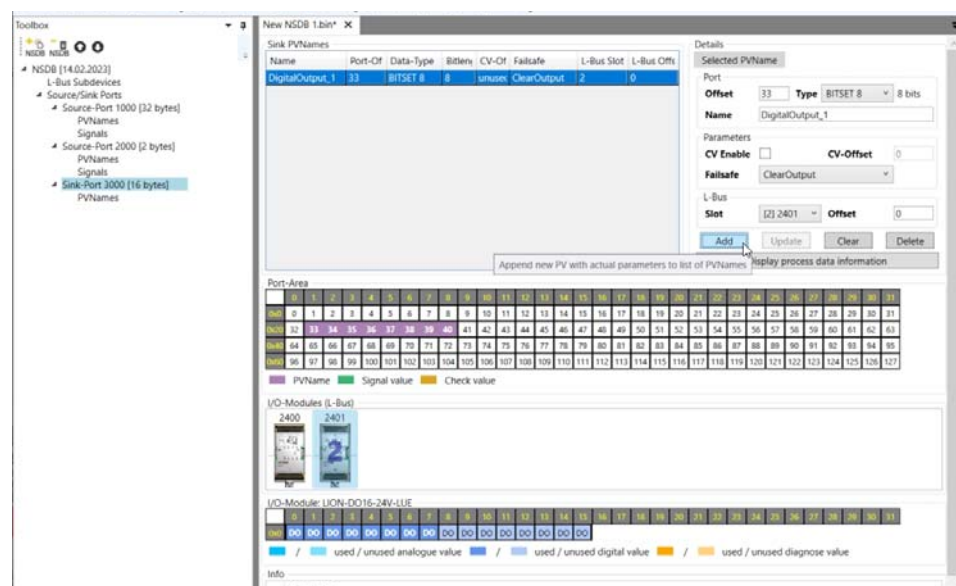 Toolbox
NSDB NSDB
NSDB [14.02.2023]
L-Bus Subdevices
Source/Sink Ports
Source-Port 1000 [32 bytes]
PVNames
Signals
Source-Port 2000 [2 bytes]
PVNames
Signals
Sink-Port 3000 [16 bytes]
PVNames
New NSDB 1.bin*
Sink PVNames
Name Port-Of Data-Type Bitlen CV-Of Failsafe L-Bus Slot L-Bus Offs
DigitalOutput_1 33 BITSET 8 8 unused ClearOutput 2 0
Details
Selected PVName
Port
Offset 33 Type BITSET 8 8 bits
Name DigitalOutput_1
Parameters
CV Enable CV-Offset 0
Failsafe ClearOutput
L-Bus
Slot [2] 2401 Offset 0
Add Update Clear Delete
Append new PV with actual parameters to list of PVNames
isplay process data information
Port-Area
0 1 2 3 4 5 6 7 8 9 10 11 12 13 14 15 16 17 18 19 20 21 22 23 24 25 26 27 28 29 30 31
0x0 0 1 2 3 4 5 6 7 8 9 10 11 12 13 14 15 16 17 18 19 20 21 22 23 24 25 26 27 28 29 30 31
0x20 32 33 34 35 36 37 38 39 40 41 42 43 44 45 46 47 48 49 50 51 52 53 54 55 56 57 58 59 60 61 62 63
0x40 64 65 66 67 68 69 70 71 72 73 74 75 76 77 78 79 80 81 82 83 84 85 86 87 88 89 90 91 92 93 94 95
0x60 96 97 98 99 100 101 102 103 104 105 106 107 108 109 110 111 112 113 114 115 116 117 118 119 120 121 122 123 124 125 126 127
PVName Signal value Check value
I/O-Modules (L-Bus)
2400 2401
2
I/O-Module: LION-DO16-24V-LUE
0 1 2 3 4 5 6 7 8 9 10 11 12 13 14 15 16 17 18 19 20 21 22 23 24 25 26 27 28 29 30 31
0x0 DO DO DO DO DO DO DO DO DO DO DO DO DO DO DO DO
/ used / unused analogue value / used / unused digital value / used / unused diagnose value
Info